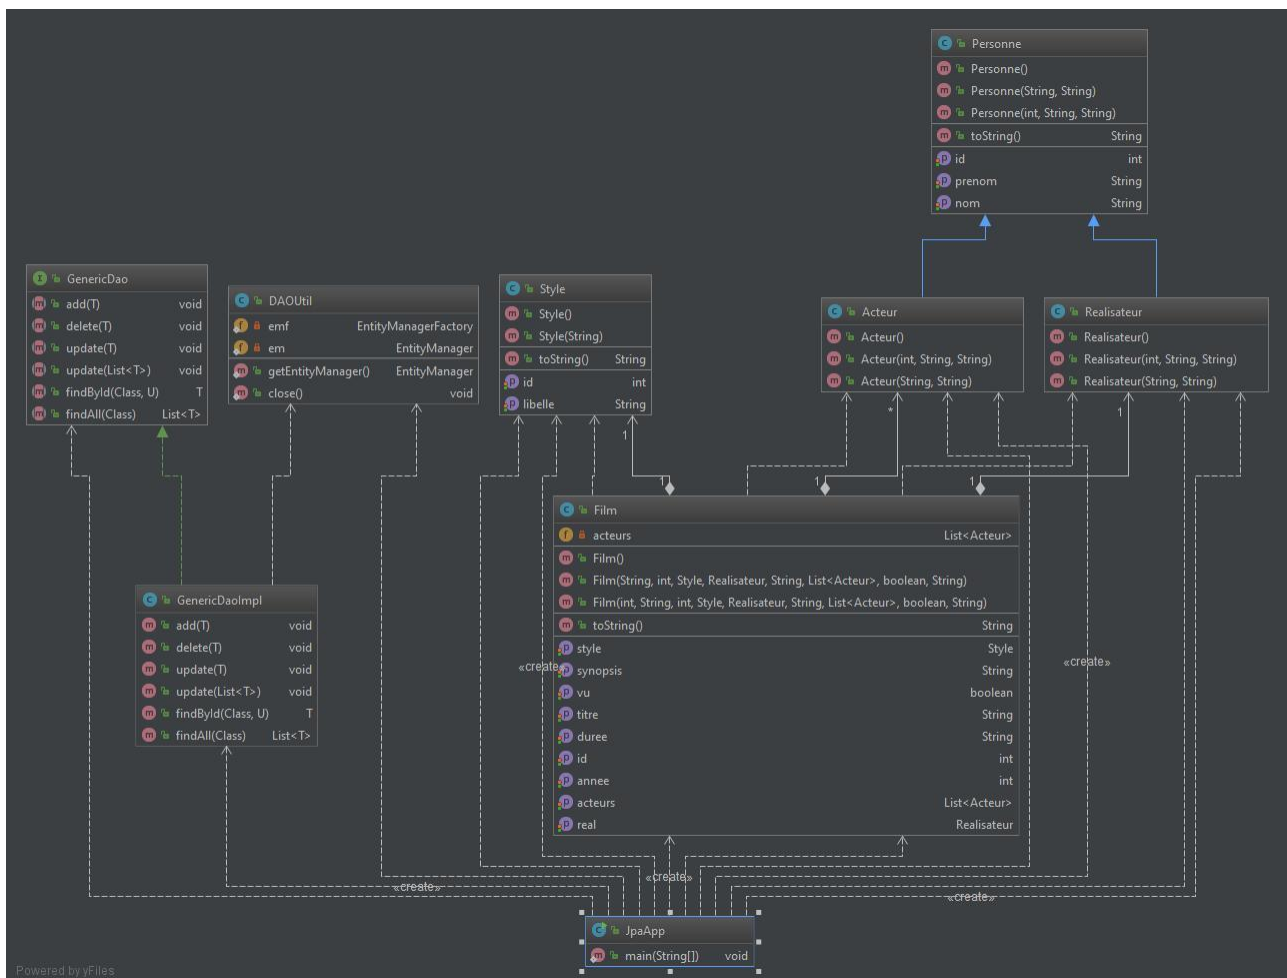 Personne
Personne()
Personne(String, String)
Personne(int, String, String)
toString() String
id int
prenom String
nom String
GenericDao
add(T) void
delete(T) void
update(T) void
update(List<T>) void
findById(Class, U) T
findAll(Class) List<T>
DAOUtil
emf EntityManagerFactory
em EntityManager
getEntityManager() EntityManager
close() void
Style
Style()
Style(String)
toString() String
id int
libelle String
Acteur
Acteur()
Acteur(int, String, String)
Acteur(String, String)
Realisateur
Realisateur()
Realisateur(int, String, String)
Realisateur(String, String)
1
*
1
1
1
1
Film
acteurs List<Acteur>
Film()
Film(String, int, Style, Realisateur, String, List<Acteur>, boolean, String)
Film(int, String, int, Style, Realisateur, String, List<Acteur>, boolean, String)
toString() String
style Style
synopsis String
vu boolean
titre String
duree String
id int
annee int
acteurs List<Acteur>
real Realisateur
GenericDaoImpl
add(T) void
delete(T) void
update(T) void
update(List<T>) void
findById(Class, U) T
findAll(Class) List<T>
«create»
«create»
«create»
«create»
«create»
JpaApp
main(String[]) void
Powered by yFiles